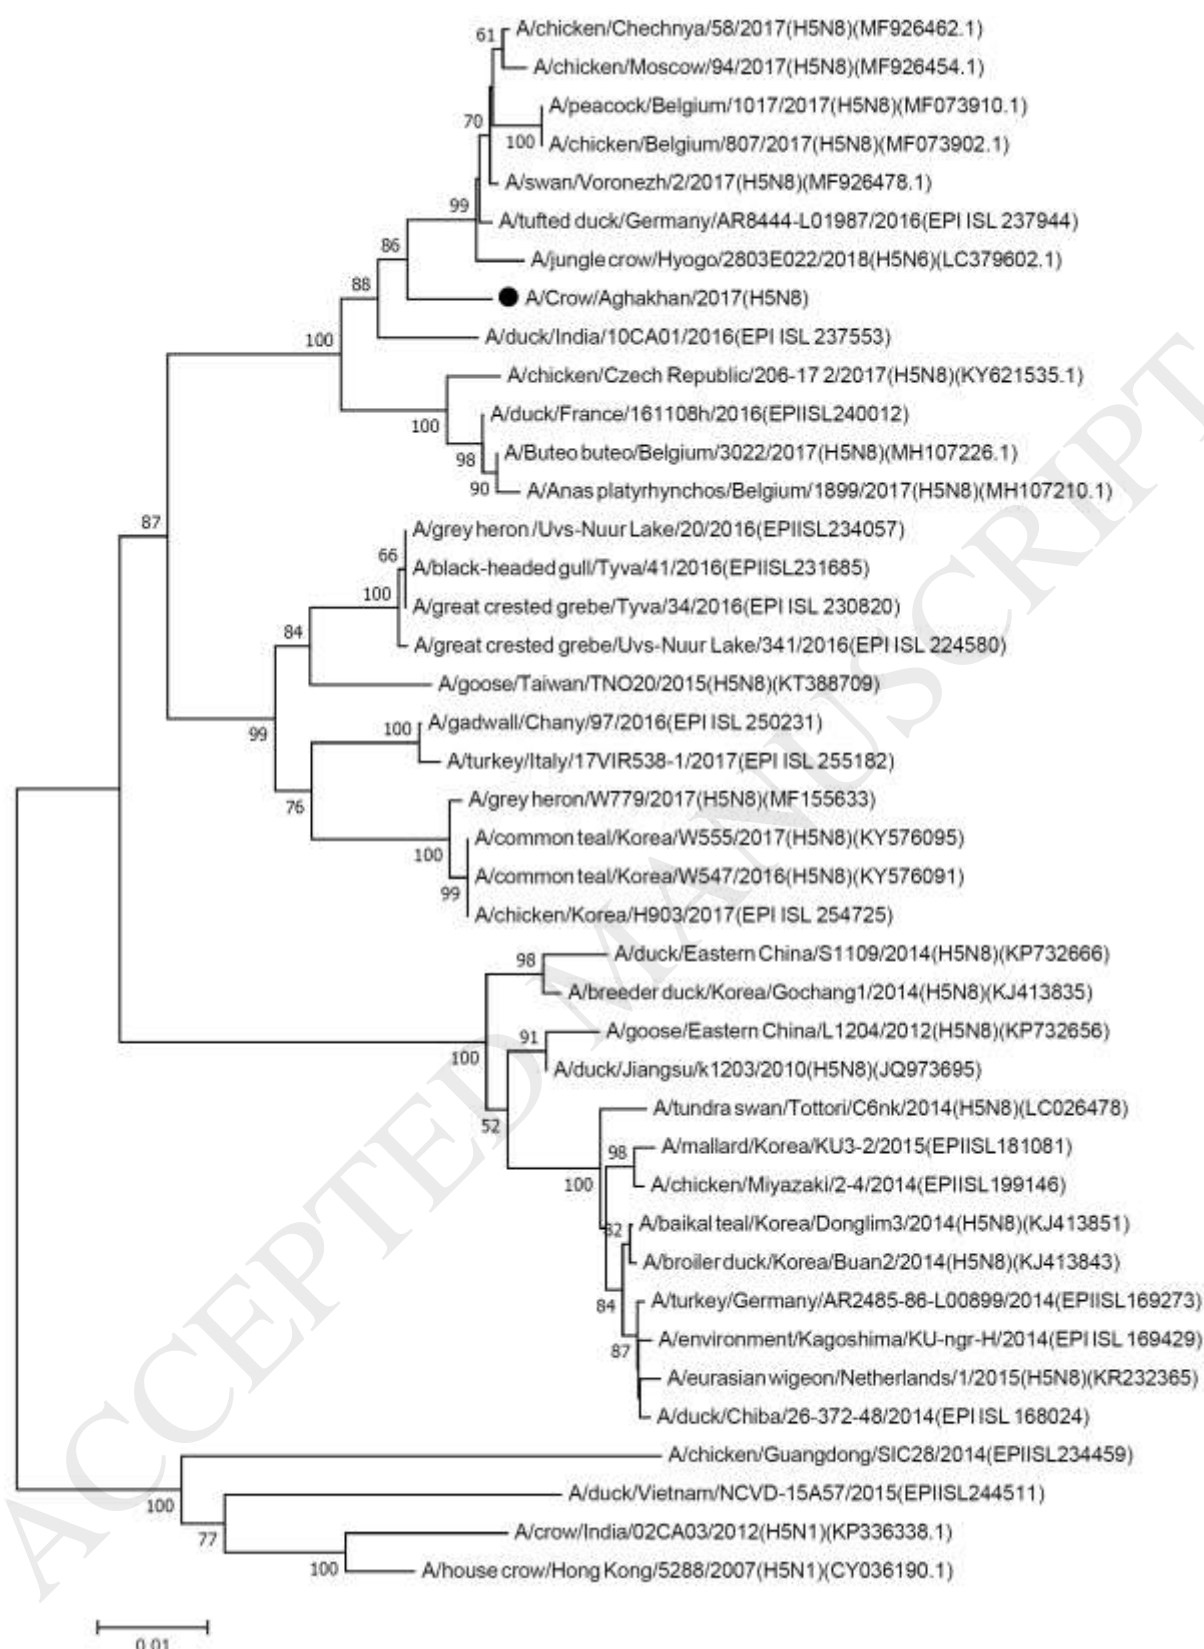 61
A/chicken/Chechnya/58/2017(H5N8)(MF926462.1)
A/chicken/Moscow/94/2017(H5N8)(MF926454.1)
A/peacock/Belgium/1017/2017(H5N8)(MF073910.1)
70
100
A/chicken/Belgium/807/2017(H5N8)(MF073902.1)
A/swan/Voronezh/2/2017(H5N8)(MF926478.1)
99
A/tufted duck/Germany/AR8444-L01987/2016(EPI ISL 237944)
86
A/jungle crow/Hyogo/2803E022/2018(H5N6)(LC379602.1)
88
A/Crow/Aghakhan/2017(H5N8)
100
A/duck/India/10CA01/2016(EPI ISL 237553)
A/chicken/Czech Republic/206-17 2/2017(H5N8)(KY621535.1)
100
A/duck/France/161108h/2016(EPIISL240012)
98
A/Buteo buteo/Belgium/3022/2017(H5N8)(MH107226.1)
90
A/Anas platyrhynchos/Belgium/1899/2017(H5N8)(MH107210.1)
87
A/grey heron/Uvs-Nuur Lake/20/2016(EPIISL234057)
66
A/black-headed gull/Tyva/41/2016(EPIISL231685)
100
A/great crested grebe/Tyva/34/2016(EPI ISL 230820)
84
A/great crested grebe/Uvs-Nuur Lake/341/2016(EPI ISL 224580)
A/goose/Taiwan/TNO20/2015(H5N8)(KT388709)
99
100
A/gadwall/Chany/97/2016(EPI ISL 250231)
A/turkey/Italy/17VIR538-1/2017(EPI ISL 255182)
76
A/grey heron/W779/2017(H5N8)(MF155633)
A/common teal/Korea/W555/2017(H5N8)(KY576095)
100
A/common teal/Korea/W547/2016(H5N8)(KY576091)
99
A/chicken/Korea/H903/2017(EPI ISL 254725)
98
A/duck/Eastern China/S1109/2014(H5N8)(KP732666)
A/breeder duck/Korea/Gochang1/2014(H5N8)(KJ413835)
91
A/goose/Eastern China/L1204/2012(H5N8)(KP732656)
100
A/duck/Jiangsu/k1203/2010(H5N8)(JQ973695)
52
A/tundra swan/Tottori/C6nk/2014(H5N8)(LC026478)
98
A/mallard/Korea/KU3-2/2015(EPIISL181081)
100
A/chicken/Miyazaki/2-4/2014(EPIISL199146)
82
A/baikal teal/Korea/Donglim3/2014(H5N8)(KJ413851)
A/broiler duck/Korea/Buan2/2014(H5N8)(KJ413843)
84
A/turkey/Germany/AR2485-86-L00899/2014(EPIISL169273)
A/environment/Kagoshima/KU-ngr-H/2014(EPI ISL 169429)
87
A/eurasian wigeon/Netherlands/1/2015(H5N8)(KR232365)
A/duck/Chiba/26-372-48/2014(EPI ISL 168024)
A/chicken/Guangdong/SIC28/2014(EPIISL234459)
100
A/duck/Vietnam/NCVD-15A57/2015(EPIISL244511)
77
A/crow/India/02CA03/2012(H5N1)(KP336338.1)
100
A/house crow/Hong Kong/5288/2007(H5N1)(CY036190.1)
0.01
ACCEPTED MANUSCRIPT